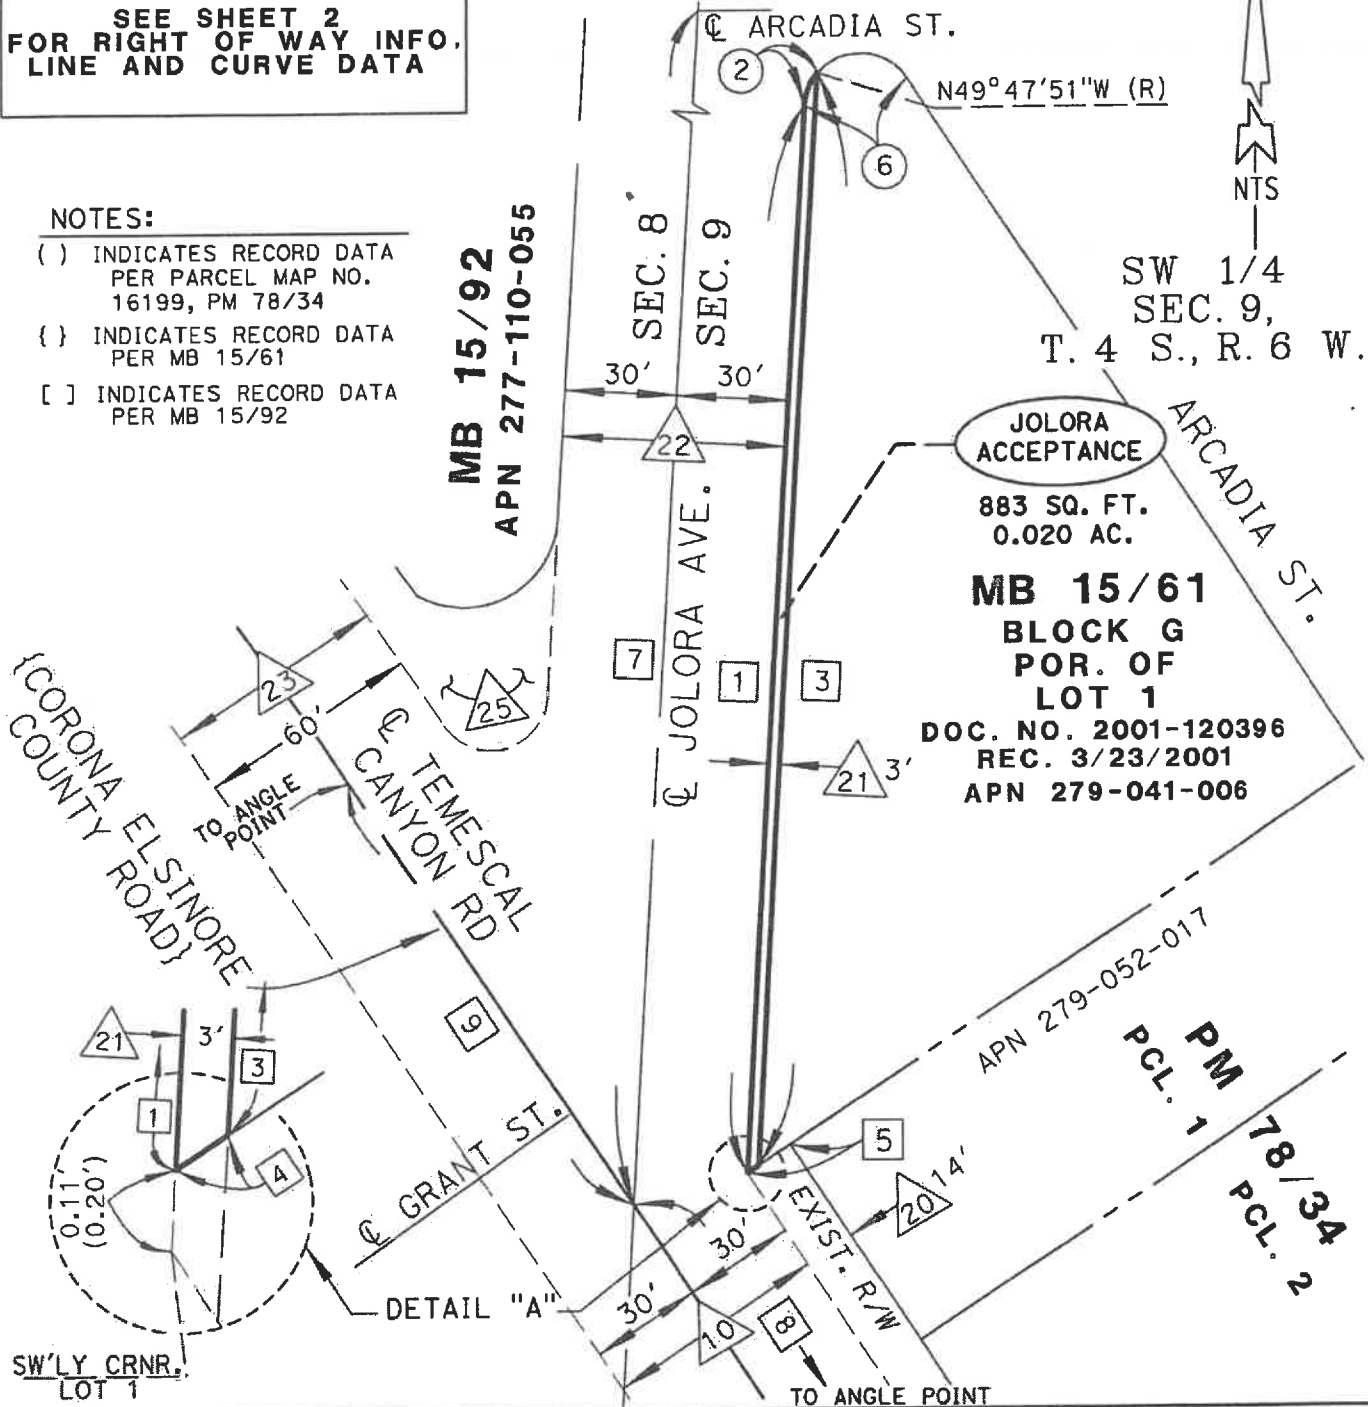 SEE SHEET 2
FOR RIGHT OF WAY INFO.
LINE AND CURVE DATA
℄ ARCADIA ST.
2
N49°47'51"W (R)
6
NTS
NOTES:
( ) INDICATES RECORD DATA
PER PARCEL MAP NO.
16199, PM 78/34
{ } INDICATES RECORD DATA
PER MB 15/61
[ ] INDICATES RECORD DATA
PER MB 15/92
MB 15/92
APN 277-110-055
SEC. 8
SEC. 9
SW 1/4
SEC. 9,
T. 4 S., R. 6 W.
30'
30'
22
JOLORA
ACCEPTANCE
883 SQ. FT.
0.020 AC.
ARCADIA ST.
MB 15/61
BLOCK G
POR. OF
LOT 1
DOC. NO. 2001-120396
REC. 3/23/2001
APN 279-041-006
℄ JOLORA AVE.
7
1
3
21
3'
23
25
60'
TO ANGLE
POINT
℄ TEMESCAL
CANYON RD
{CORONA ELSINORE
COUNTY ROAD}
9
APN 279-052-017
PM 78/34
PCL. 1
PCL. 2
21
3'
3
1
4
0.11'
(0.20')
℄ GRANT ST.
5
20
14'
EXIST. R/W
30'
30'
10
8
DETAIL "A"
SW'LY CRNR.
LOT 1
TO ANGLE POINT